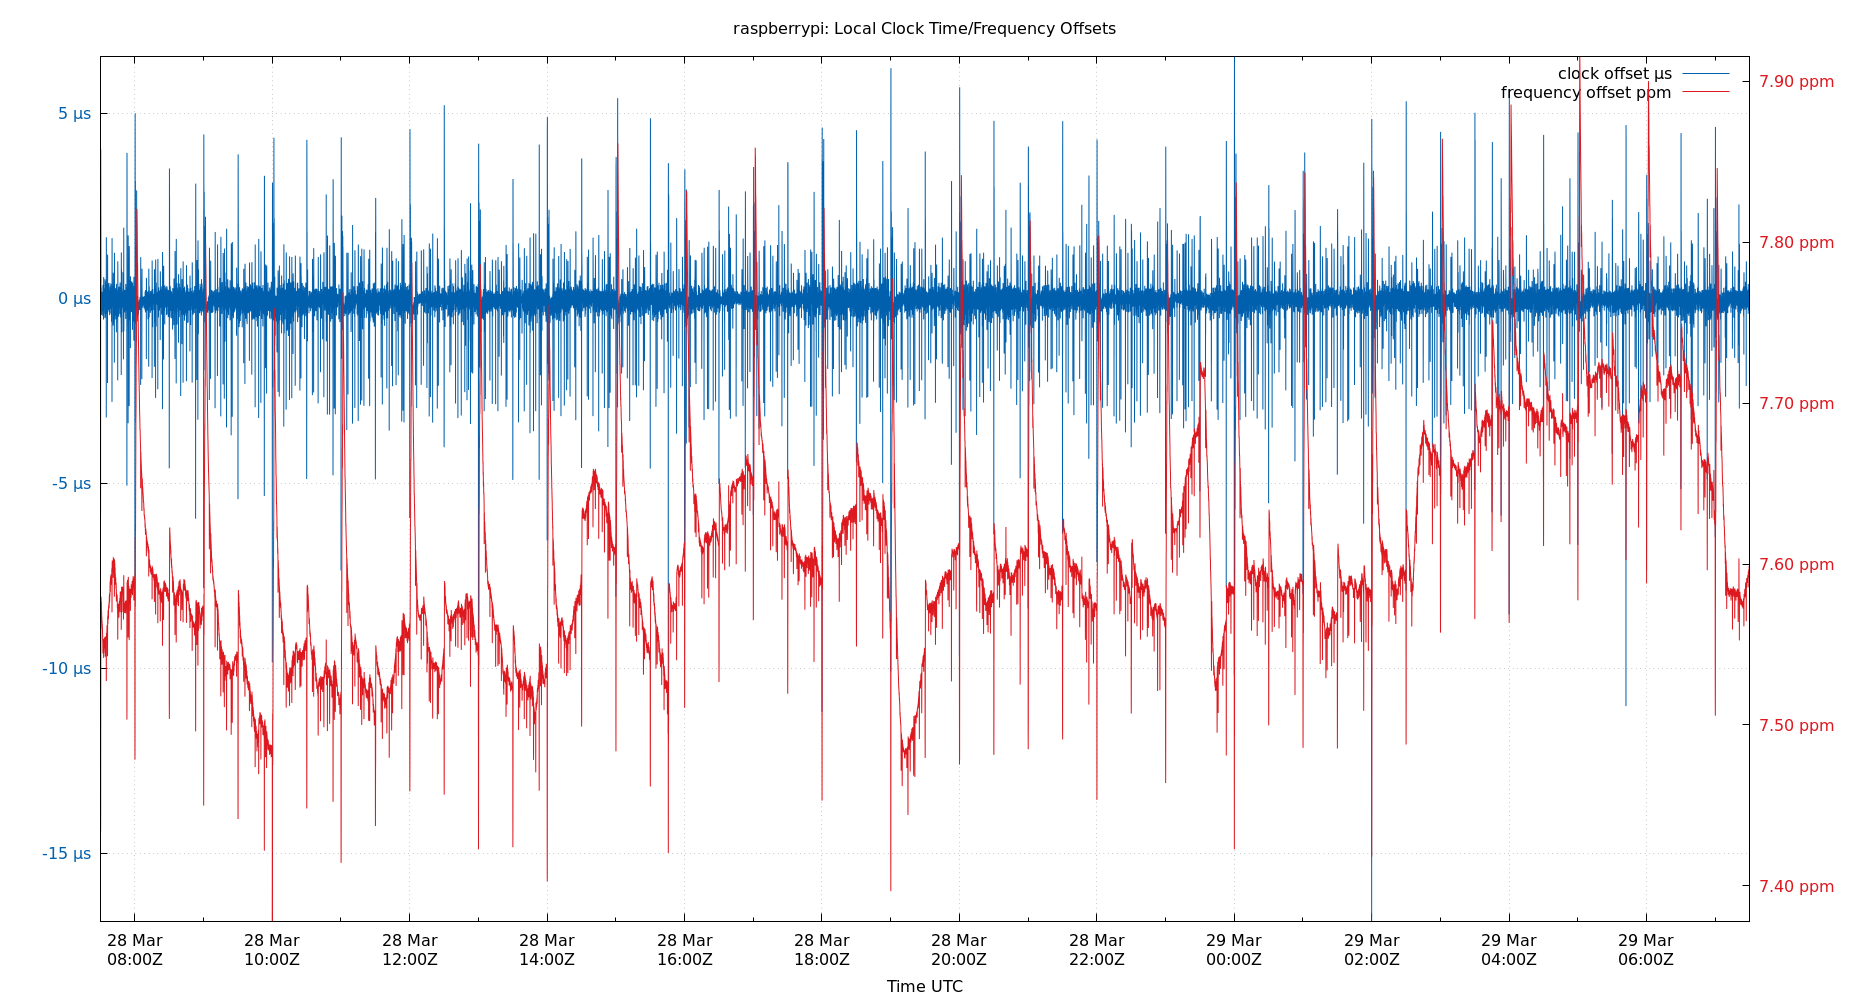 raspberrypi: Local Clock Time/Frequency Offsets
clock offset µs
frequency offset ppm
5 µs
0 µs
-5 µs
-10 µs
-15 µs
7.90 ppm
7.80 ppm
7.70 ppm
7.60 ppm
7.50 ppm
7.40 ppm
28 Mar 28 Mar 28 Mar 28 Mar 28 Mar 28 Mar 28 Mar 28 Mar 29 Mar 29 Mar 29 Mar 29 Mar
08:00Z 10:00Z 12:00Z 14:00Z 16:00Z 18:00Z 20:00Z 22:00Z 00:00Z 02:00Z 04:00Z 06:00Z
Time UTC